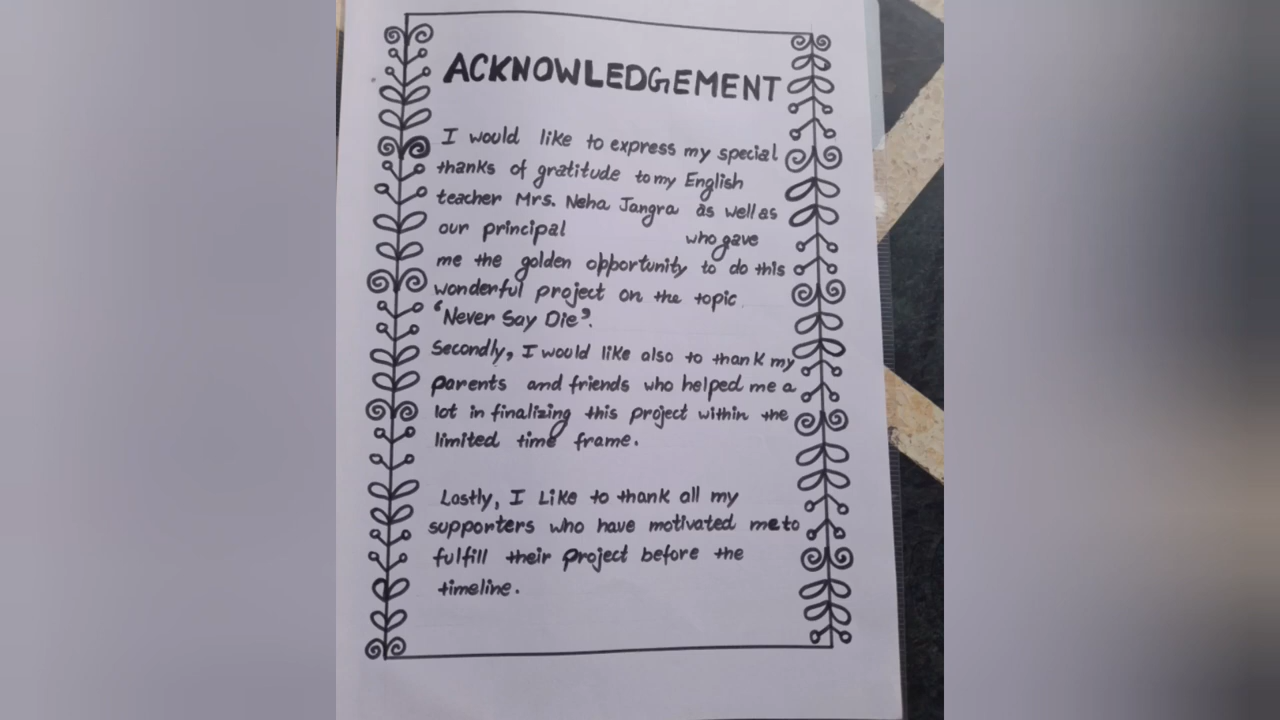 ACKNOWLEDGEMENT
I would like to express my special
thanks of gratitude to my English
teacher Mrs. Neha Jangra as well as
our principal who gave
me the golden opportunity to do this
wonderful project on the topic
'Never Say Die'.
Secondly, I would like also to thank my
parents and friends who helped me a
lot in finalizing this project within the
limited time frame.
Lastly, I Like to thank all my
supporters who have motivated me to
fulfill their project before the
timeline.